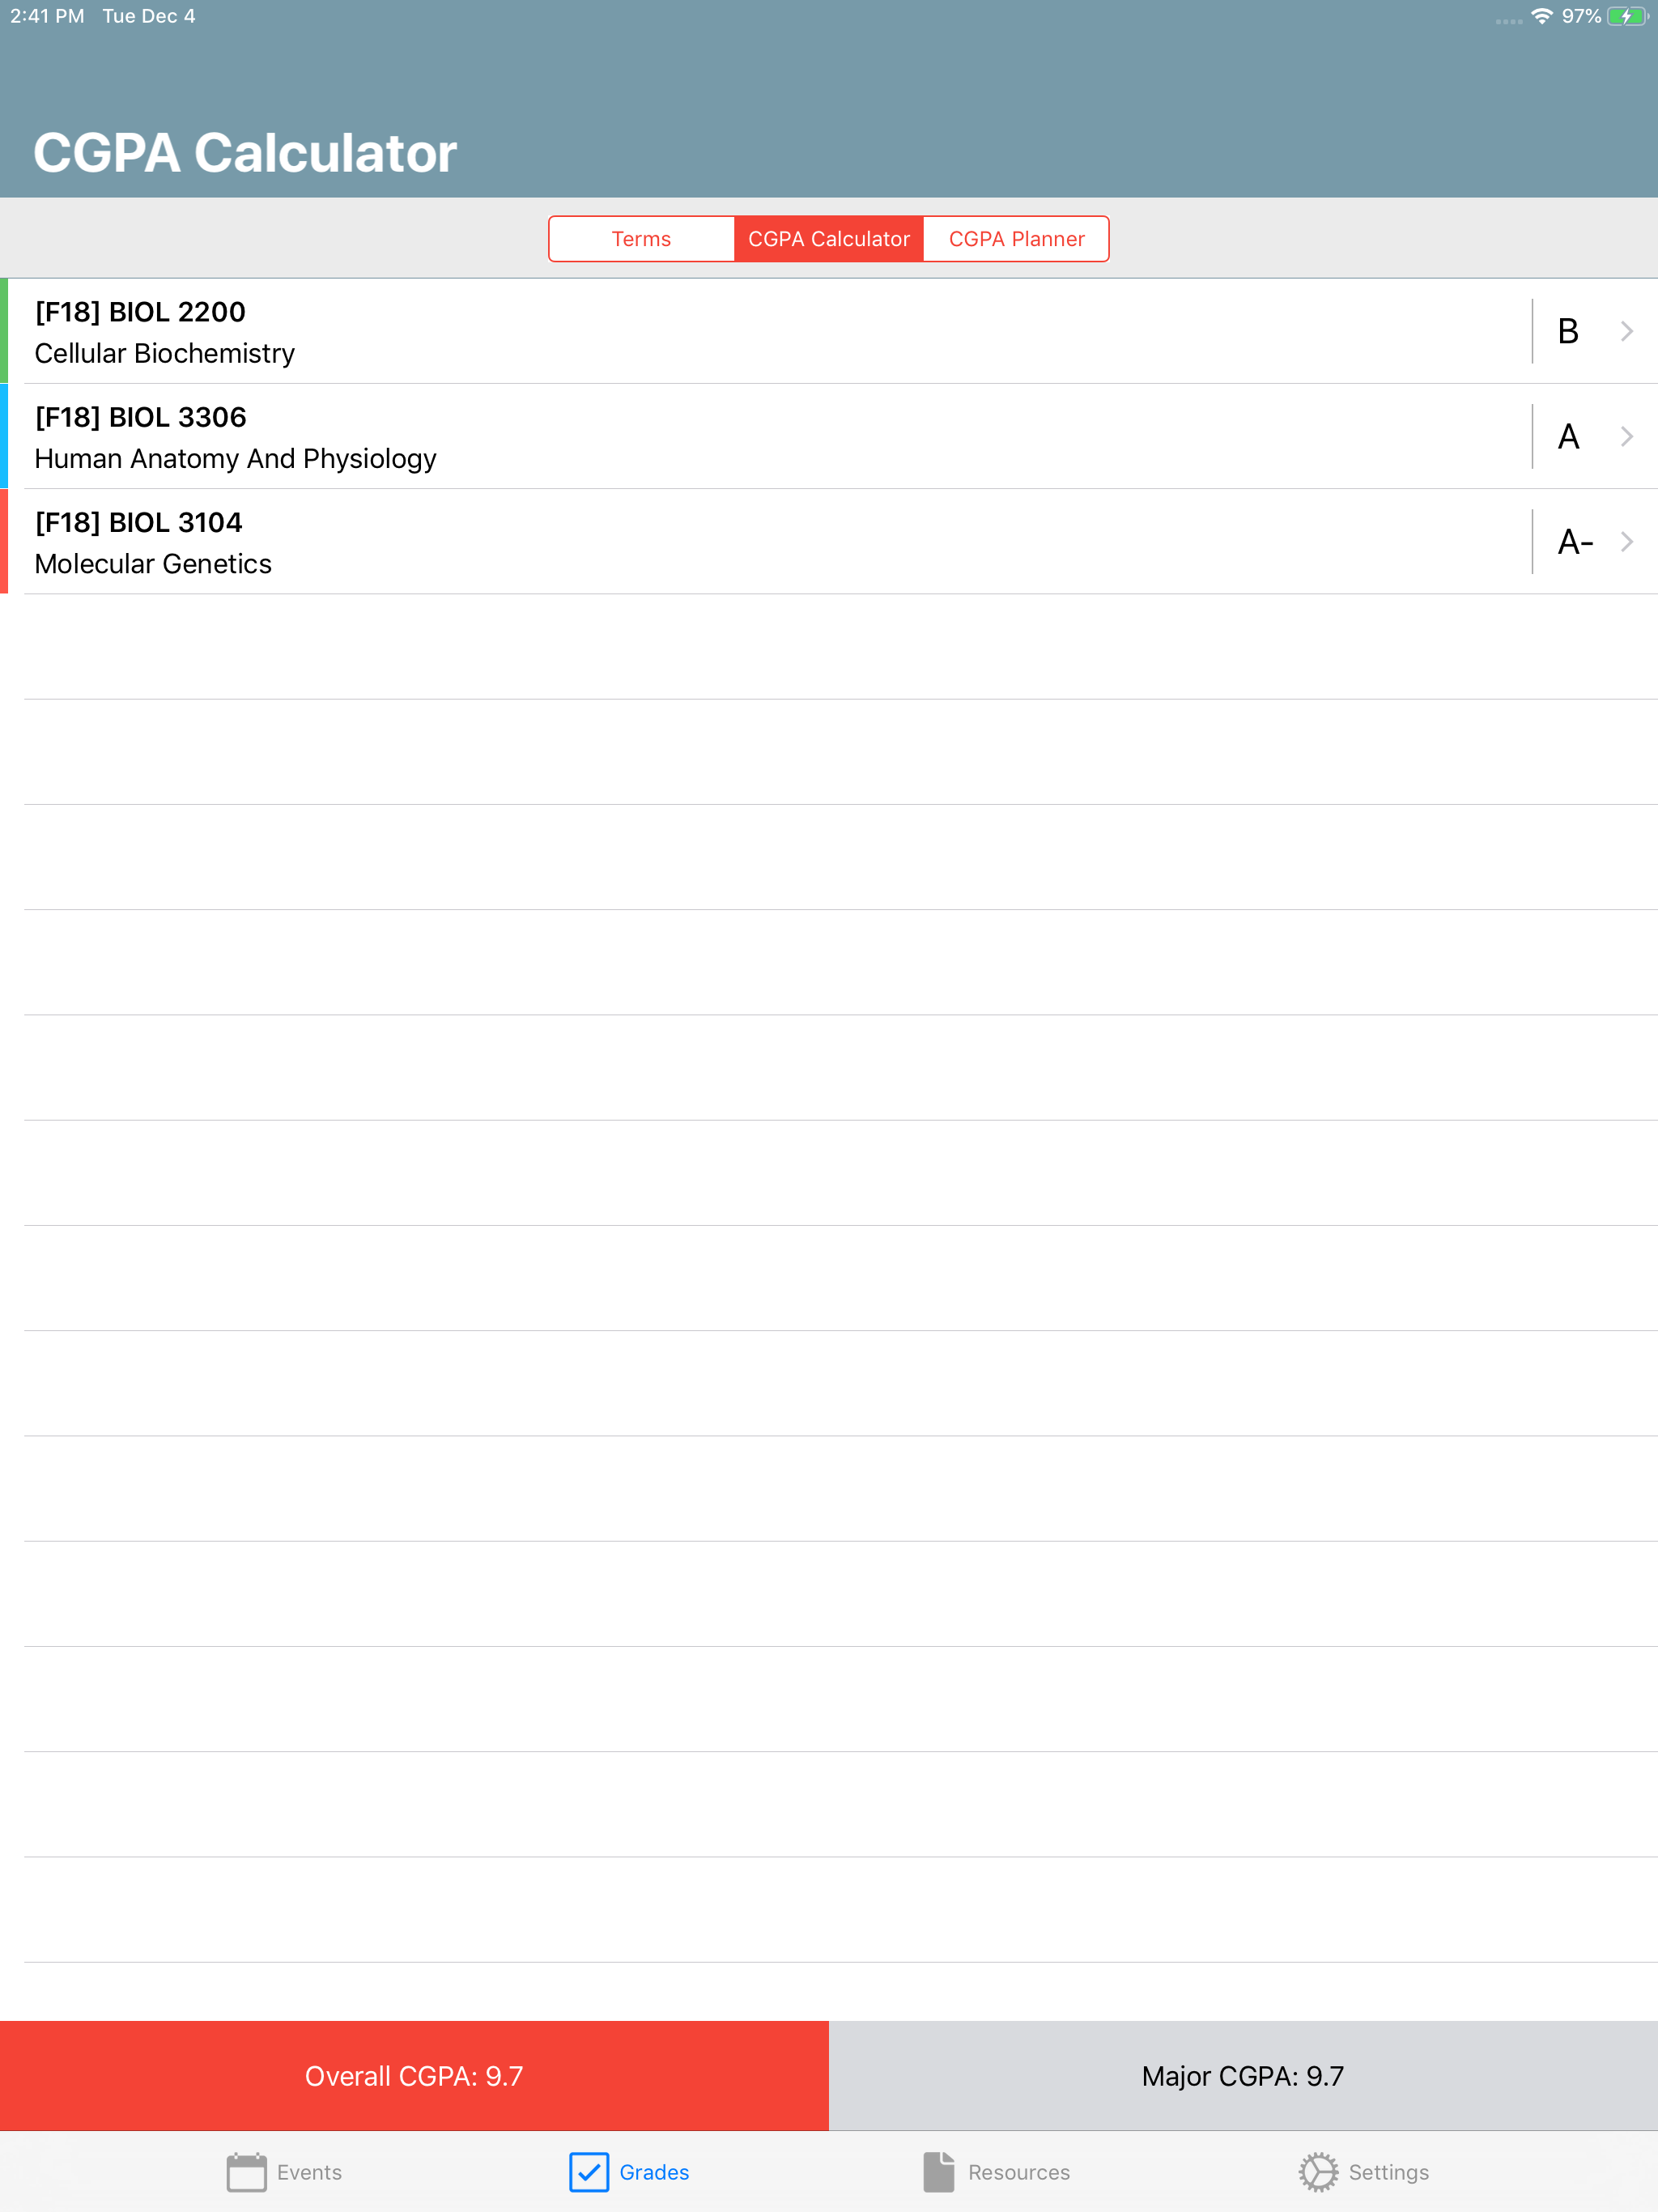 2:41 PM Tue Dec 4 97%
CGPA Calculator
Terms CGPA Calculator CGPA Planner
[F18] BIOL 2200
Cellular Biochemistry
B
[F18] BIOL 3306
Human Anatomy And Physiology
A
[F18] BIOL 3104
Molecular Genetics
A-
Overall CGPA: 9.7 Major CGPA: 9.7
Events Grades Resources Settings